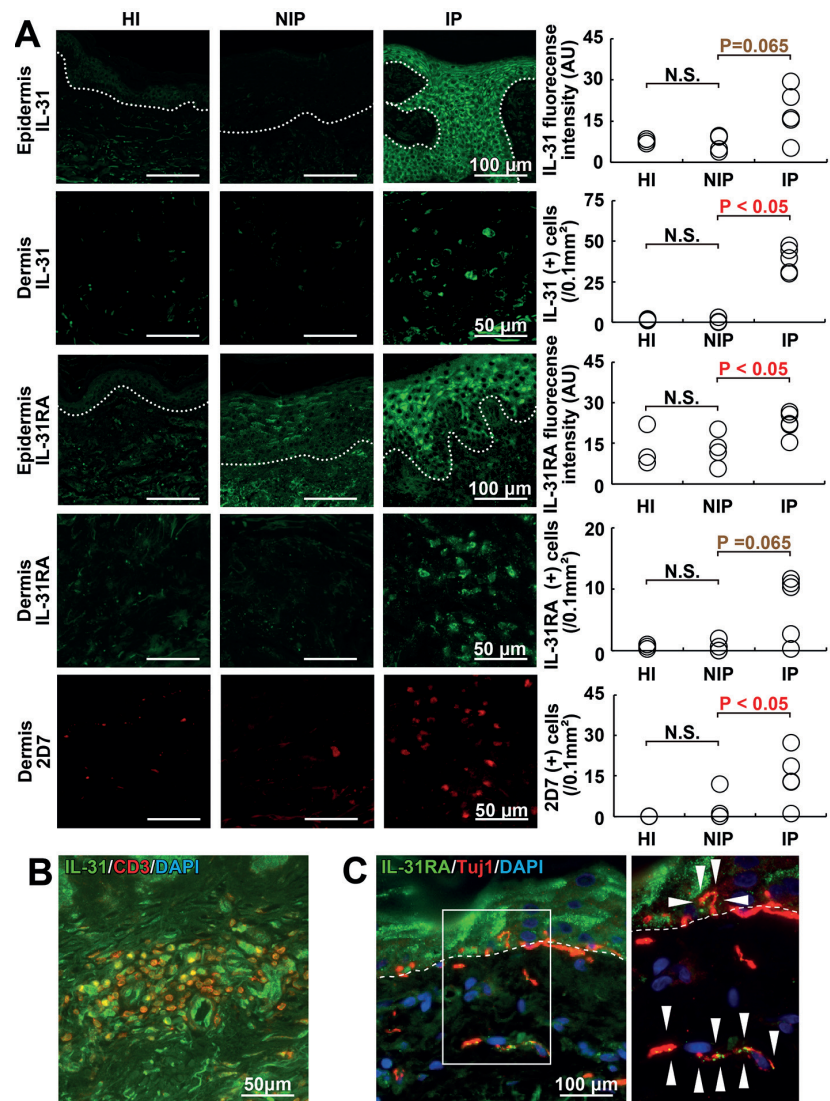 A
HI NIP IP
Epidermis
IL-31
100 µm
IL-31 fluorecense
intensity (AU)
45
30
15
0
N.S.
P=0.065
HI NIP IP
Dermis
IL-31
50 µm
IL-31 (+) cells
(/0.1mm²)
75
50
25
0
N.S.
P < 0.05
HI NIP IP
Epidermis
IL-31RA
100 µm
IL-31RA fluorecense
intensity (AU)
45
30
15
0
N.S.
P < 0.05
HI NIP IP
Dermis
IL-31RA
50 µm
IL-31RA (+) cells
(/0.1mm²)
20
10
0
N.S.
P =0.065
HI NIP IP
Dermis
2D7
50 µm
2D7 (+) cells
(/0.1mm²)
45
30
15
0
N.S.
P < 0.05
HI NIP IP
B
IL-31/CD3/DAPI
50µm
C
IL-31RA/Tuj1/DAPI
100 µm